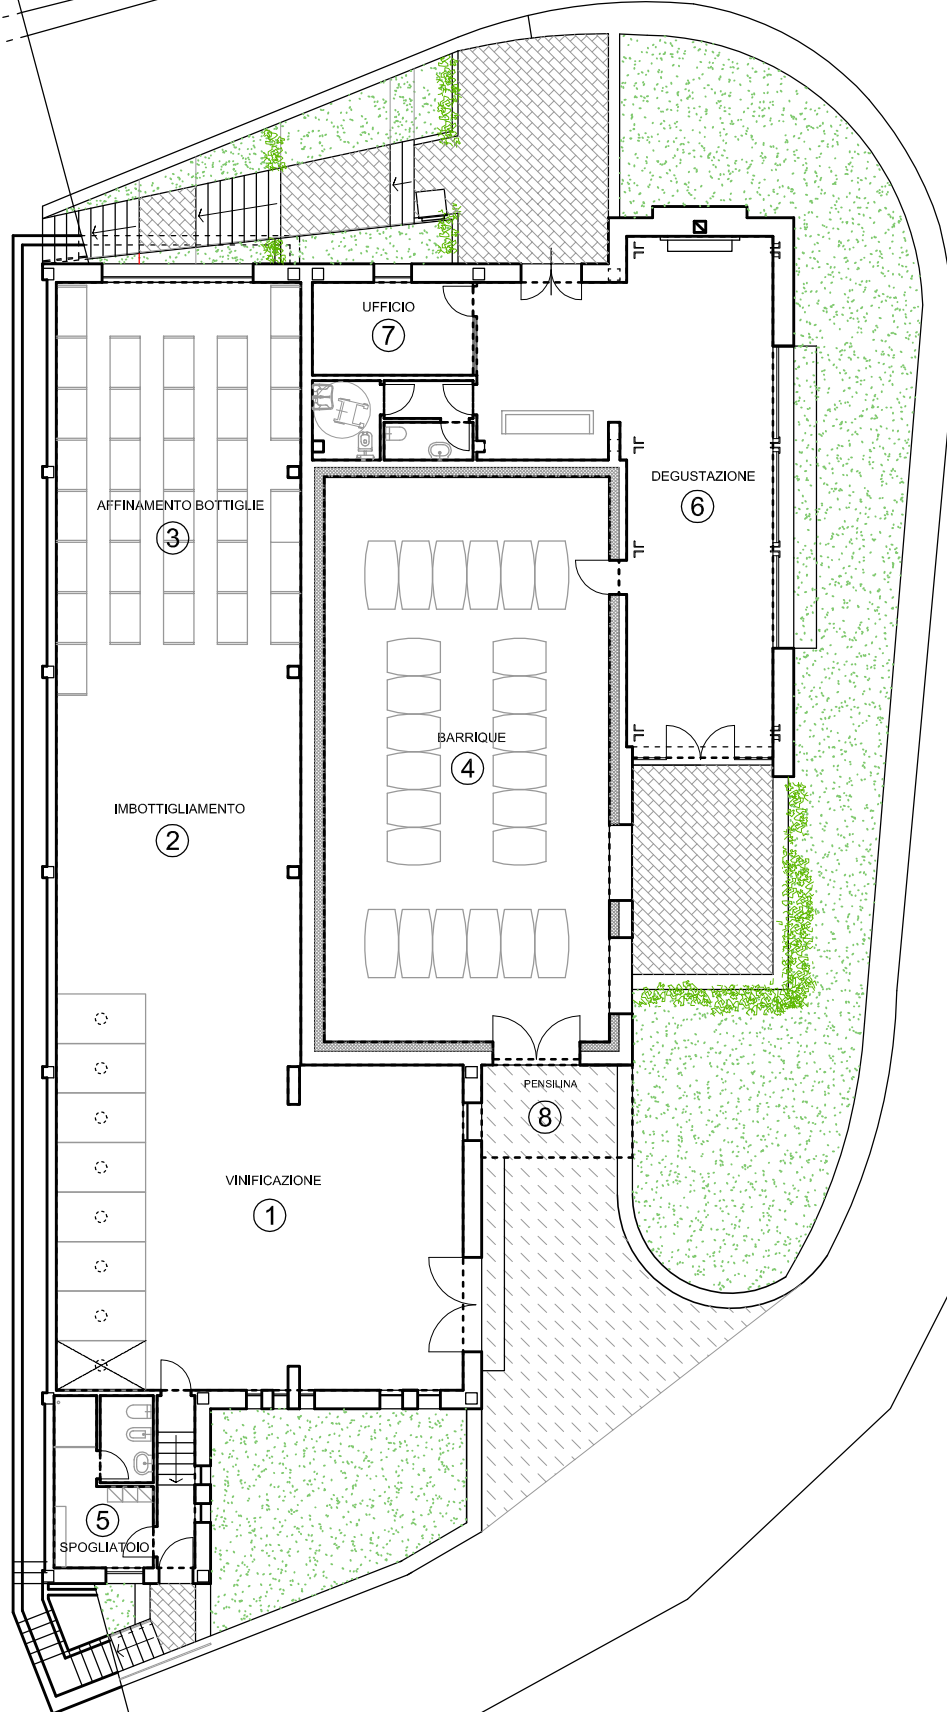 UFFICIO
7
DEGUSTAZIONE
6
AFFINAMENTO BOTTIGLIE
3
BARRIQUE
4
IMBOTTIGLIAMENTO
2
PENSILINA
8
VINIFICAZIONE
1
5
SPOGLIATOIO